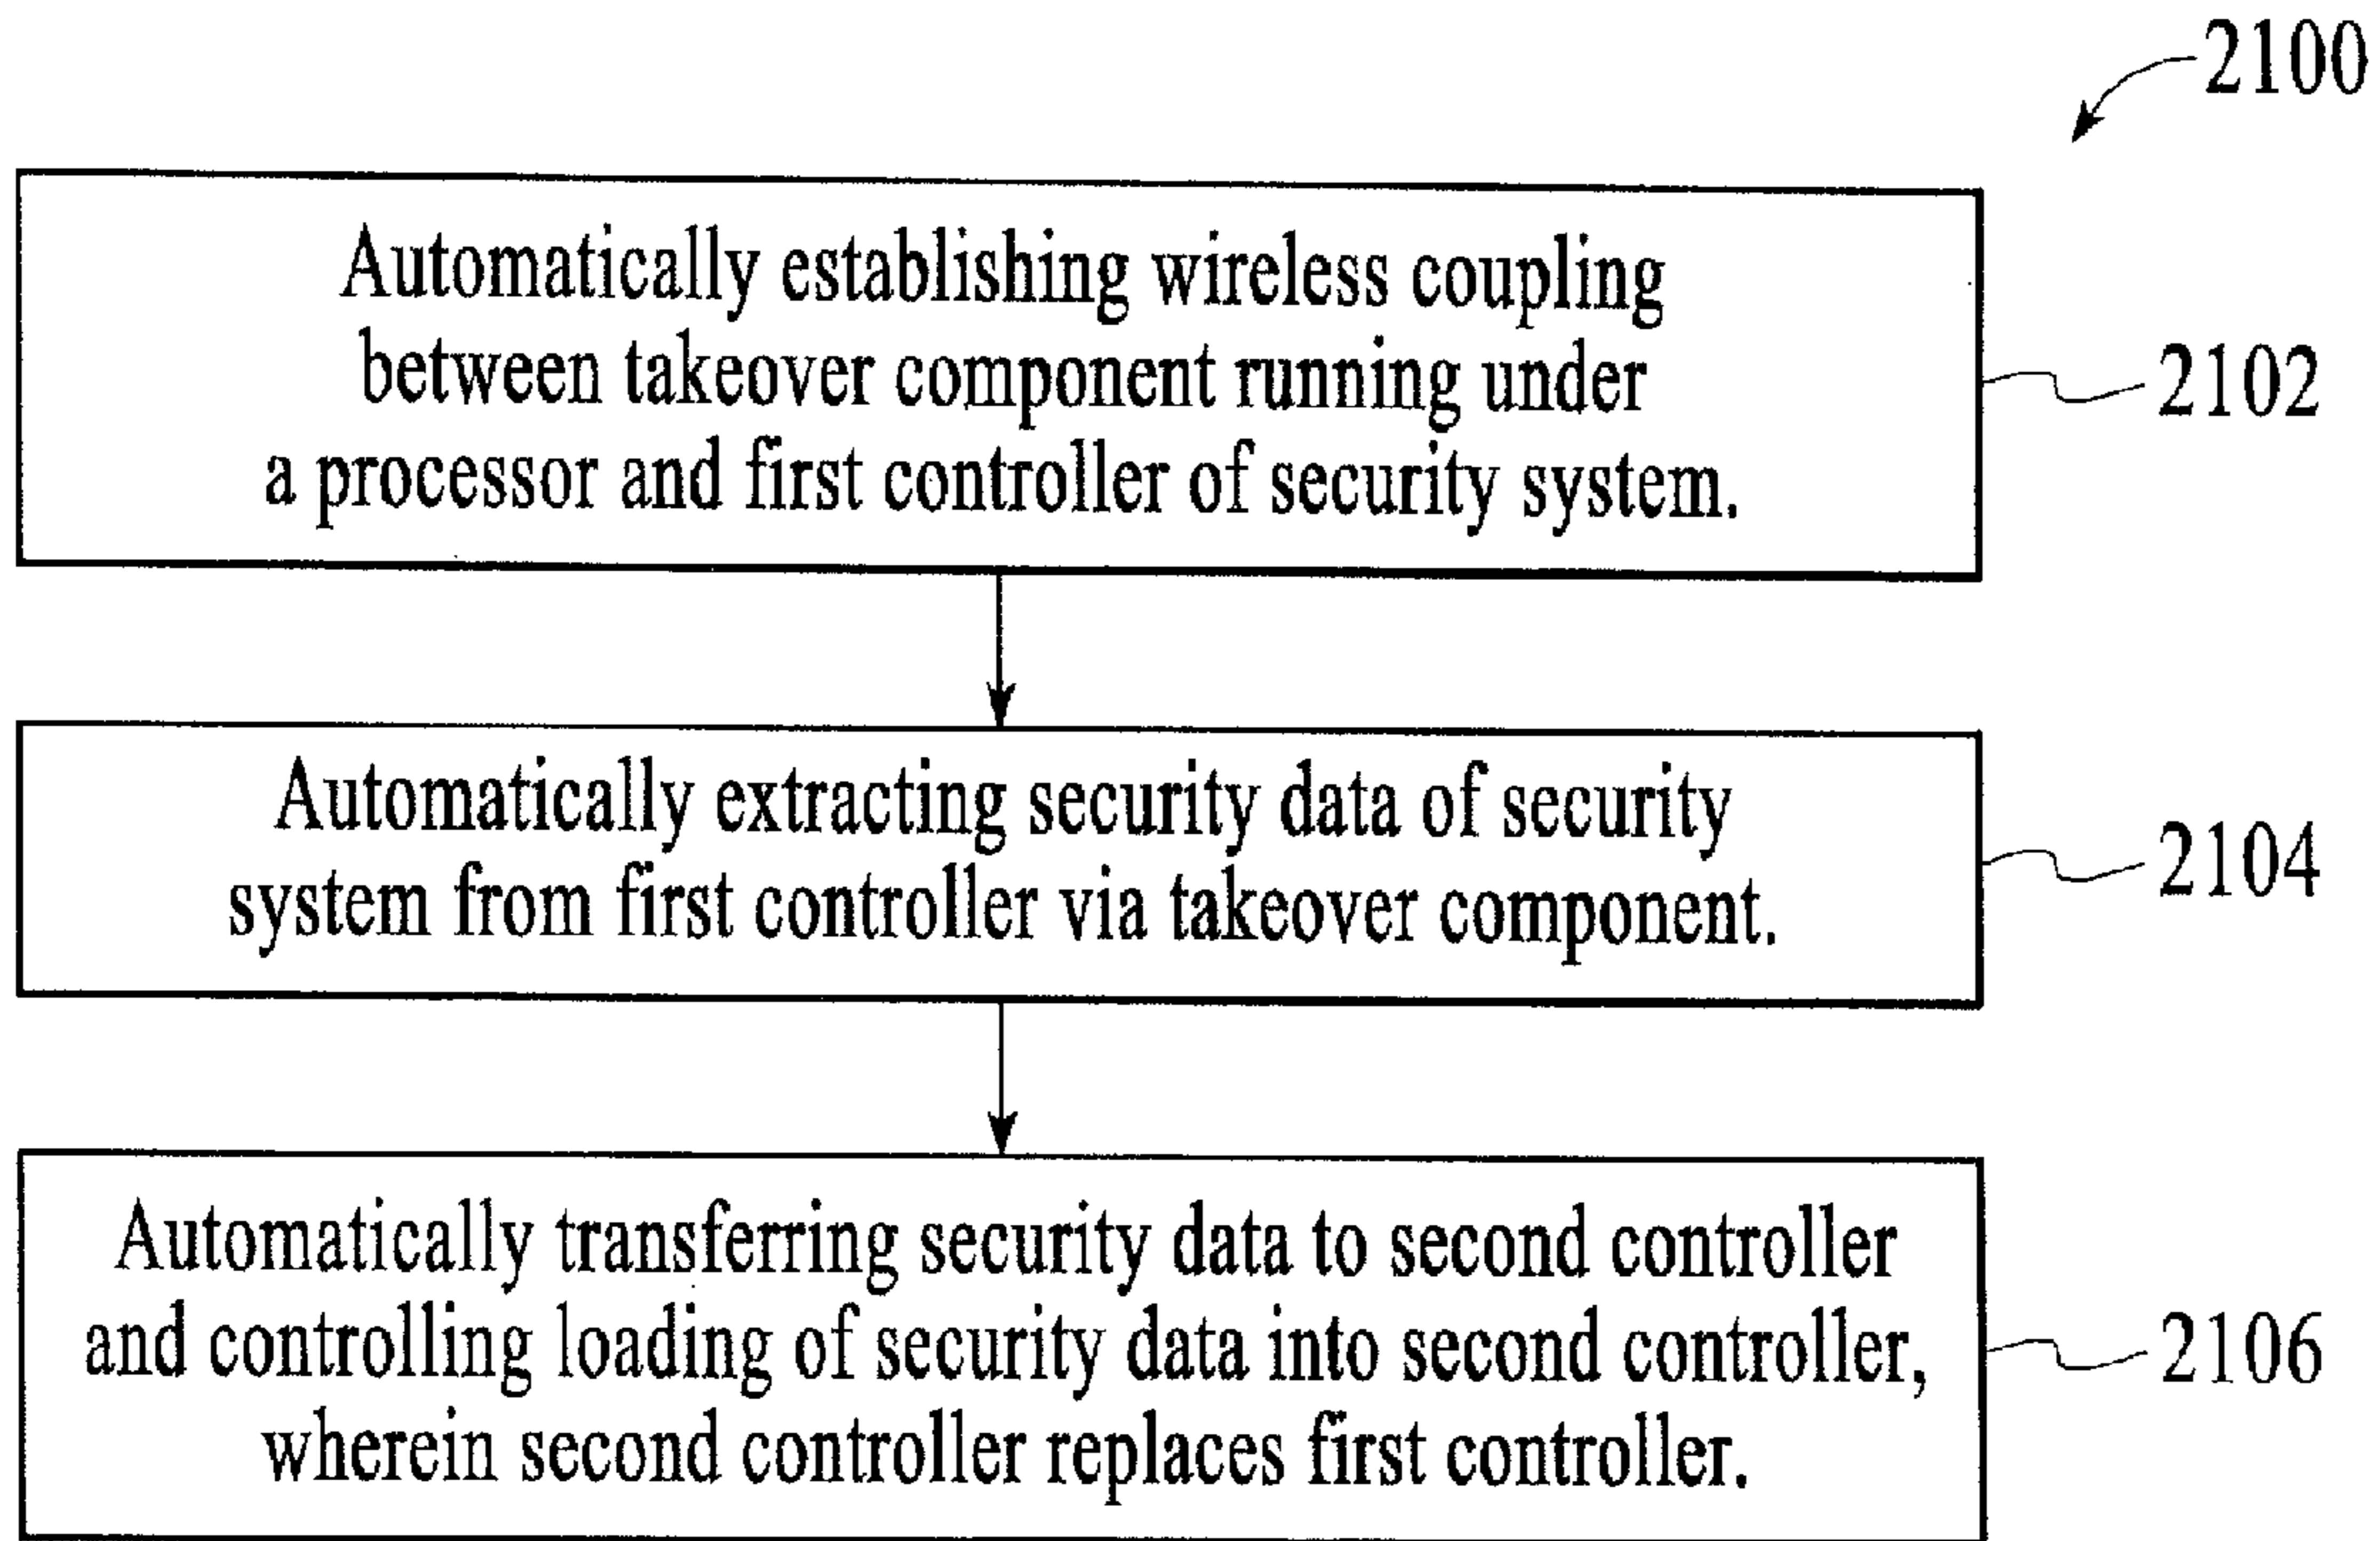 2100
Automatically establishing wireless coupling
between takeover component running under
a processor and first controller of security system.
2102
Automatically extracting security data of security
system from first controller via takeover component.
2104
Automatically transferring security data to second controller
and controlling loading of security data into second controller,
wherein second controller replaces first controller.
2106